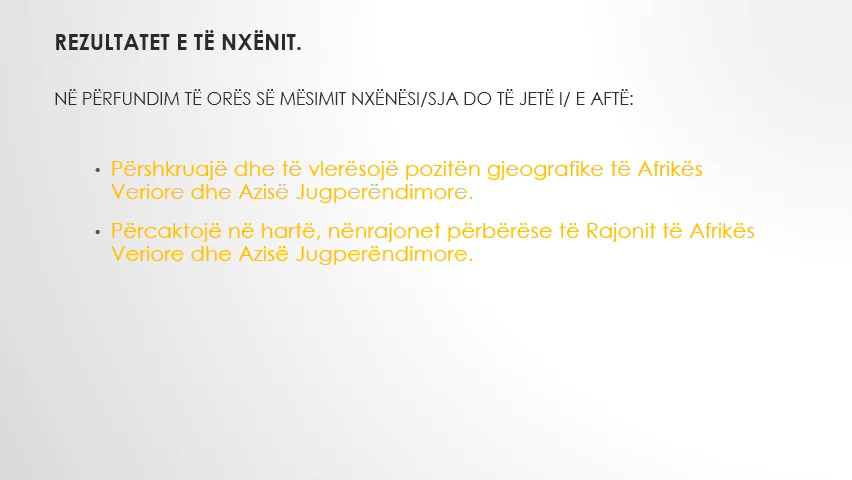 REZULTATET E TË NXËNIT.
NË PËRFUNDIM TË ORËS SË MËSIMIT NXËNËSI/SJA DO TË JETË I/ E AFTË:
• Përshkruajë dhe të vlerësojë pozitën gjeografike të Afrikës
Veriore dhe Azisë Jugperëndimore.
• Përcaktojë në hartë, nënrajonet përbërëse të Rajonit të Afrikës
Veriore dhe Azisë Jugperëndimore.